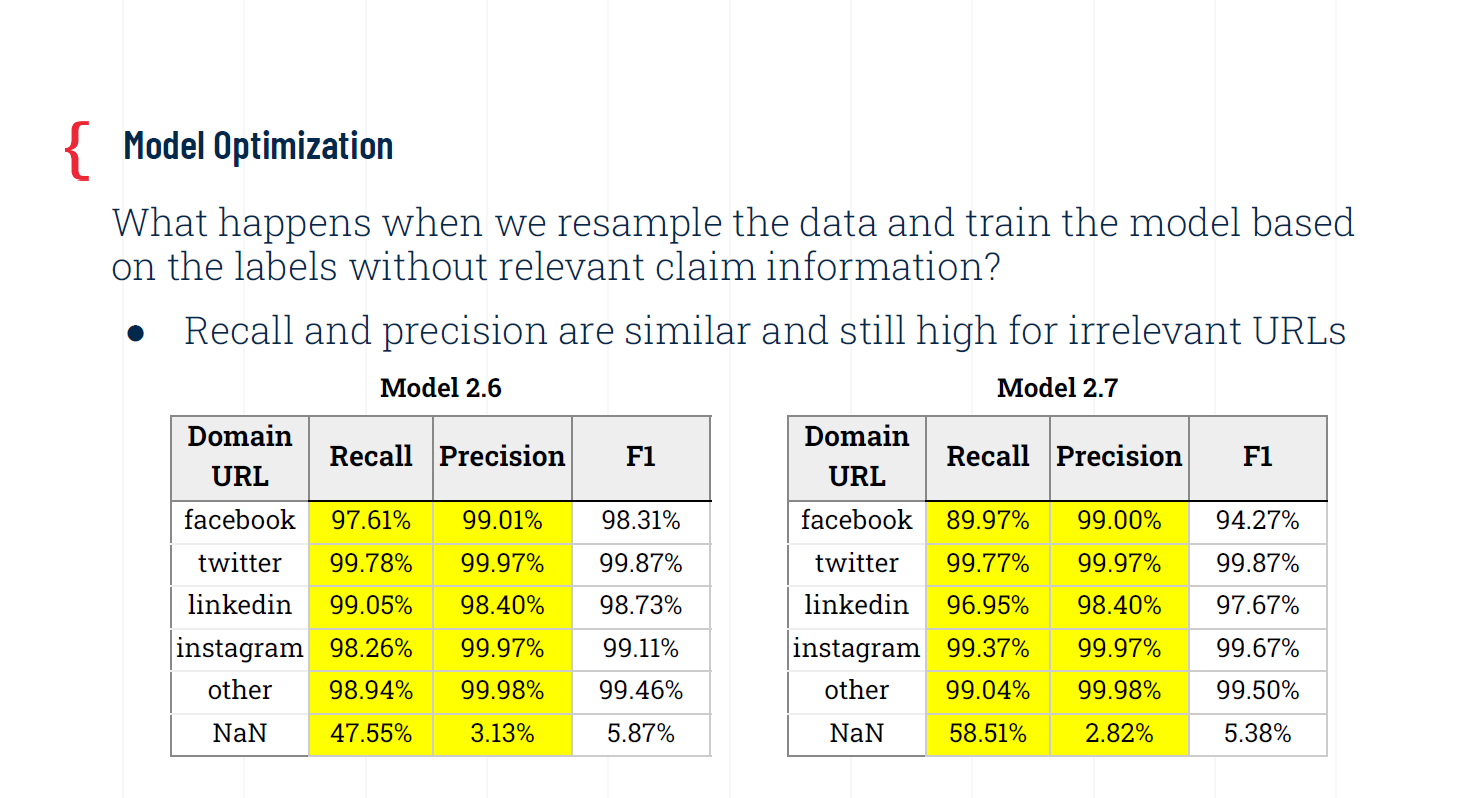 { Model Optimization
What happens when we resample the data and train the model based
on the labels without relevant claim information?
● Recall and precision are similar and still high for irrelevant URLs
Model 2.6
Domain URL Recall Precision F1
facebook 97.61% 99.01% 98.31%
twitter 99.78% 99.97% 99.87%
linkedin 99.05% 98.40% 98.73%
instagram 98.26% 99.97% 99.11%
other 98.94% 99.98% 99.46%
NaN 47.55% 3.13% 5.87%
Model 2.7
Domain URL Recall Precision F1
facebook 89.97% 99.00% 94.27%
twitter 99.77% 99.97% 99.87%
linkedin 96.95% 98.40% 97.67%
instagram 99.37% 99.97% 99.67%
other 99.04% 99.98% 99.50%
NaN 58.51% 2.82% 5.38%